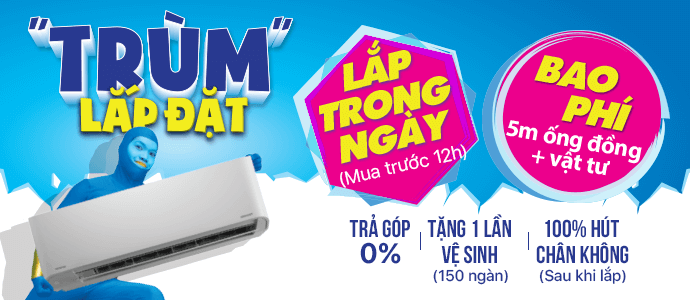 "TRÙM"
LẮP ĐẶT
LẮP
TRONG
NGÀY
(Mua trước 12h)
BAO
PHÍ
5m ống đồng
+ vật tư
TRẢ GÓP
0%
TẶNG 1 LẦN
VỆ SINH
(150 ngàn)
100% HÚT
CHÂN KHÔNG
(Sau khi lắp)